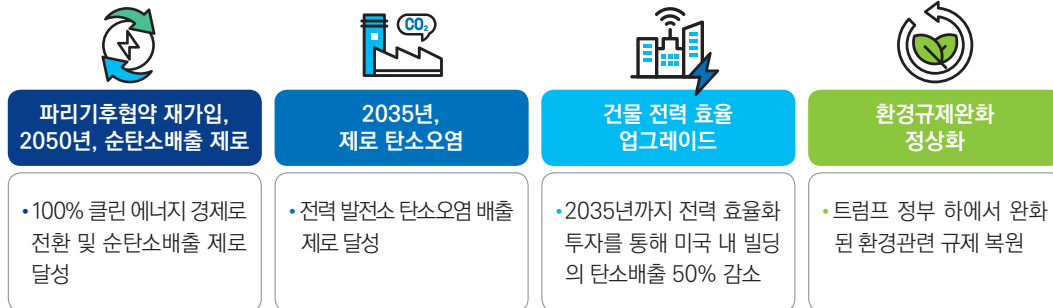 CO₂
파리기후협약 재가입,
2050년, 순탄소배출 제로
2035년,
제로 탄소오염
건물 전력 효율
업그레이드
환경규제완화
정상화
•100% 클린 에너지 경제로
전환 및 순탄소배출 제로
달성
•전력 발전소 탄소오염 배출
제로 달성
•2035년까지 전력 효율화
투자를 통해 미국 내 빌딩
의 탄소배출 50% 감소
•트럼프 정부 하에서 완화
된 환경관련 규제 복원